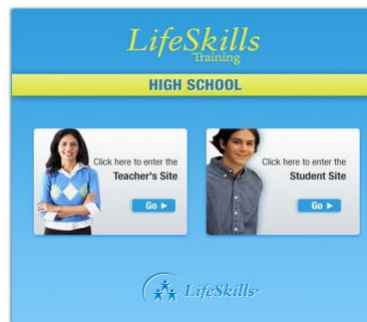 LifeSkills
Training
HIGH SCHOOL
Click here to enter the
Teacher's Site
Go
Click here to enter the
Student Site
Go
LifeSkills